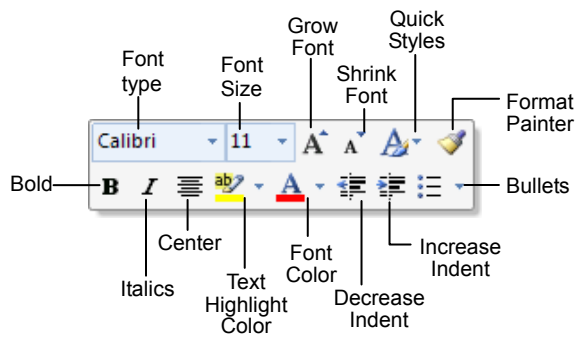 Font
type
Font
Size
Grow
Font
Shrink
Font
Quick
Styles
Format
Painter
Calibri
11
A
A
A
Bold
B
I
ab
A
Bullets
Italics
Center
Text
Highlight
Color
Font
Color
Decrease
Indent
Increase
Indent